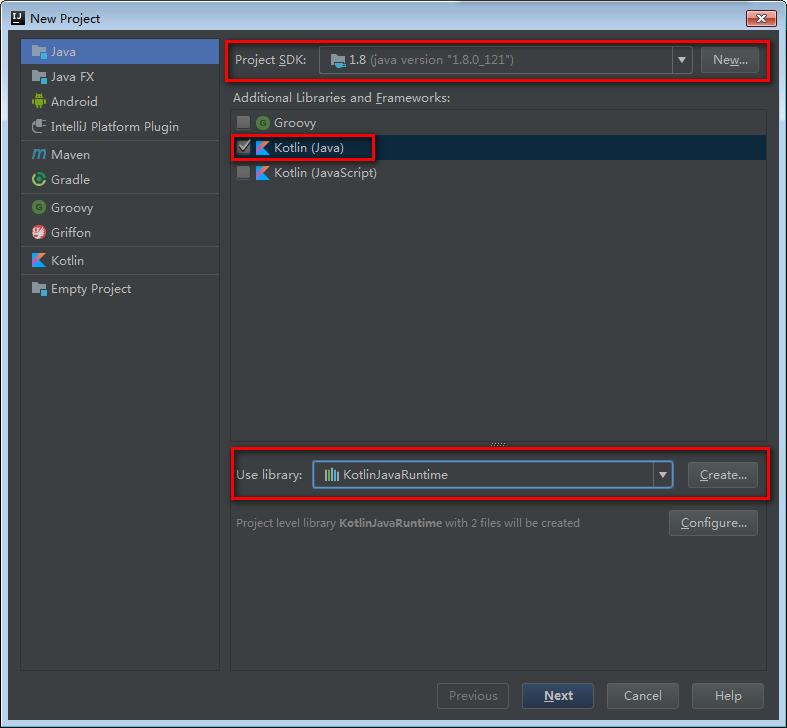 New Project
Java
Java FX
Android
IntelliJ Platform Plugin
Maven
Gradle
Groovy
Griffon
Kotlin
Empty Project
Project SDK: 1.8 (java version "1.8.0_121") New...
Additional Libraries and Frameworks:
Groovy
Kotlin (Java)
Kotlin (JavaScript)
Use library: KotlinJavaRuntime Create...
Project level library KotlinJavaRuntime with 2 files will be created Configure...
Previous Next Cancel Help